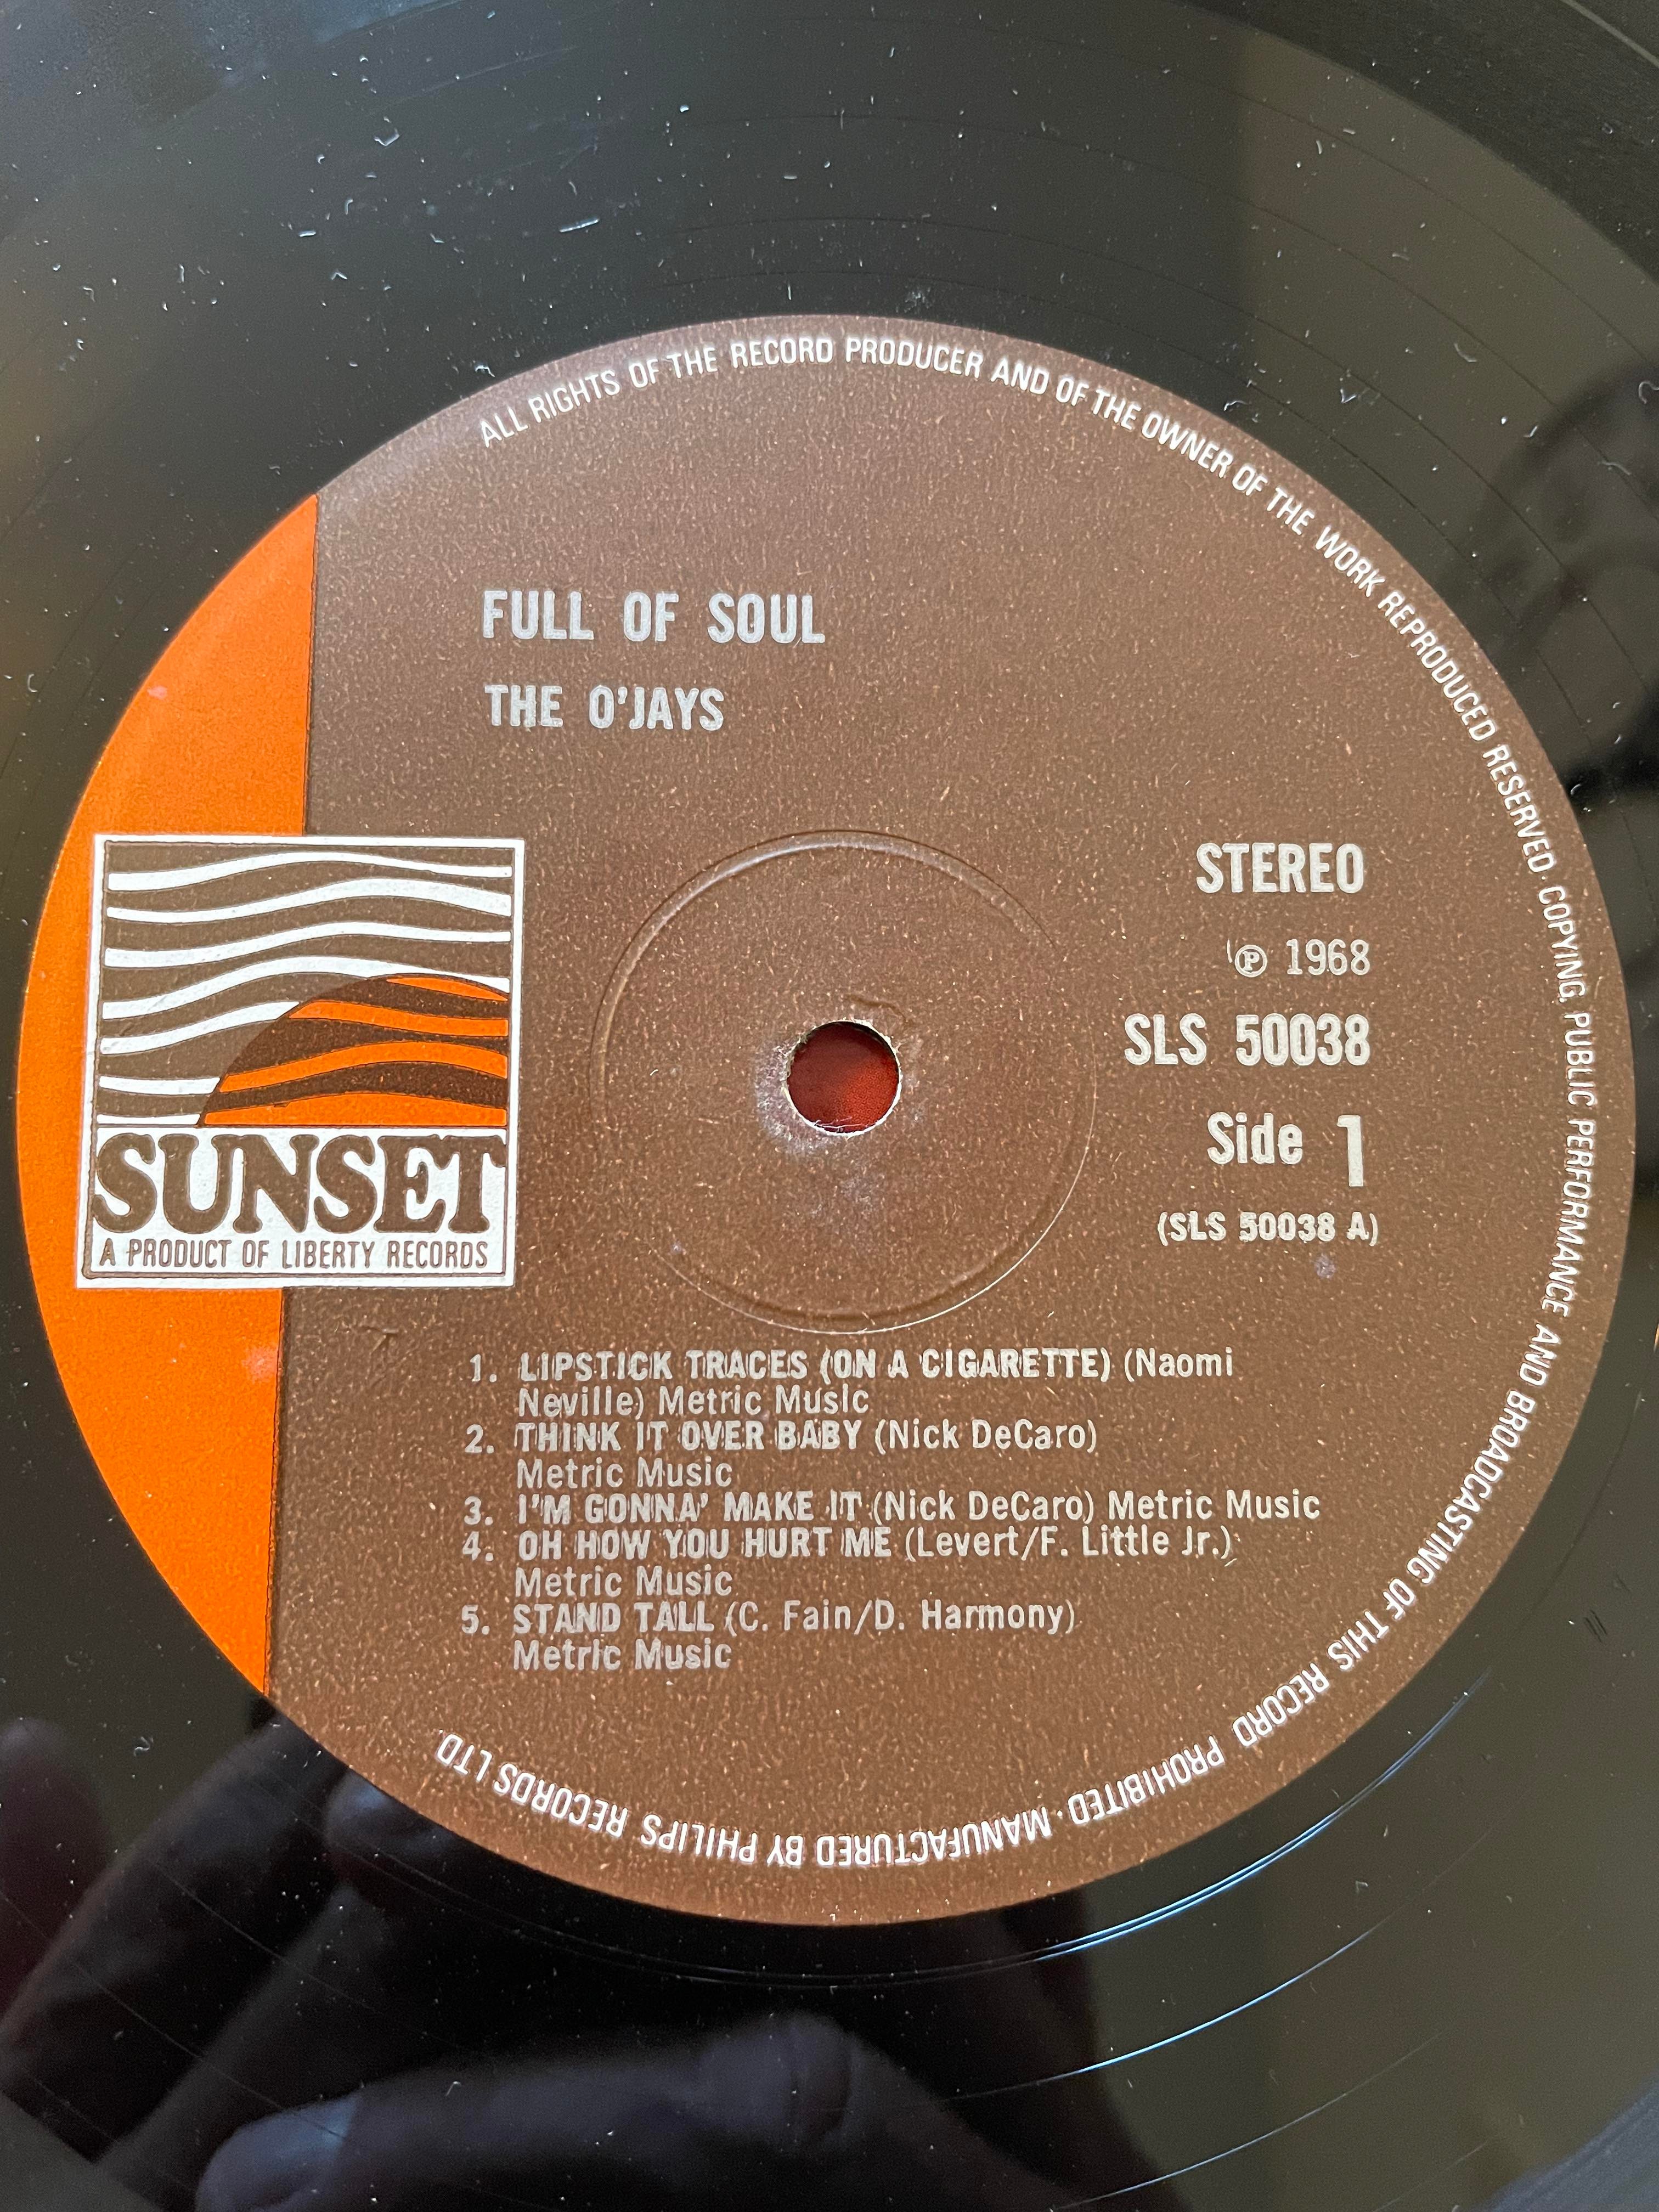 ALL RIGHTS OF THE RECORD PRODUCER AND OF THE OWNER OF THE WORK REPRODUCED RESERVED · COPYING, PUBLIC PERFORMANCE AND BROADCASTING OF THIS RECORD PROHIBITED · MANUFACTURED BY PHILIPS RECORDS LTD.
FULL OF SOUL
THE O'JAYS
STEREO
℗ 1968
SLS 50038
Side 1
(SLS 50038 A)
SUNSET
A PRODUCT OF LIBERTY RECORDS
1. LIPSTICK TRACES (ON A CIGARETTE) (Naomi
Neville) Metric Music
2. THINK IT OVER BABY (Nick DeCaro)
Metric Music
3. I'M GONNA' MAKE IT (Nick DeCaro) Metric Music
4. OH HOW YOU HURT ME (Levert/F. Little Jr.)
Metric Music
5. STAND TALL (C. Fain/D. Harmony)
Metric Music